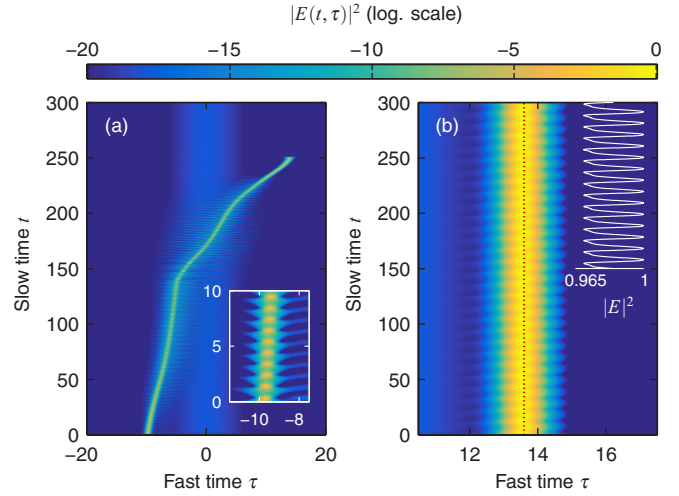 |E(t, τ)|² (log. scale)
−20 −15 −10 −5 0
(a)
(b)
Slow time t
300
250
200
150
100
50
0
10
5
0
−10 −8
−20 0 20
Fast time τ
Slow time t
300
250
200
150
100
50
0
0.965 1
|E|²
12 14 16
Fast time τ